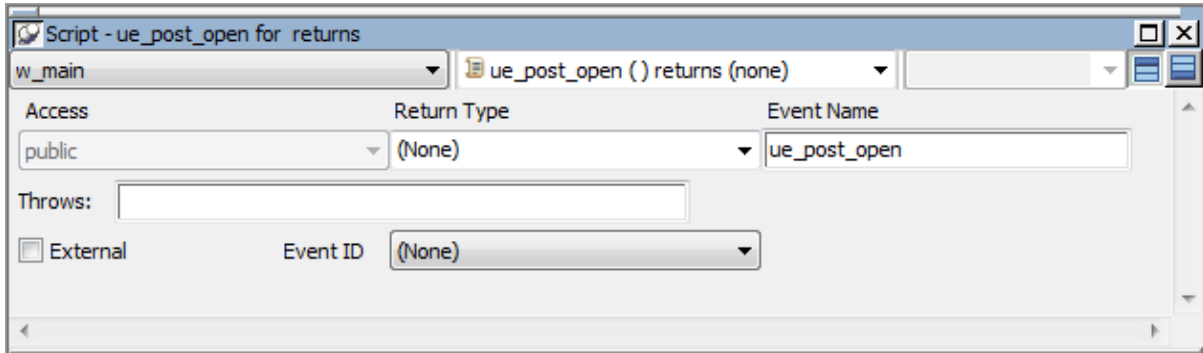 Script - ue_post_open for returns
w_main ue_post_open ( ) returns (none)
Access Return Type Event Name
public (None) ue_post_open
Throws:
External Event ID (None)